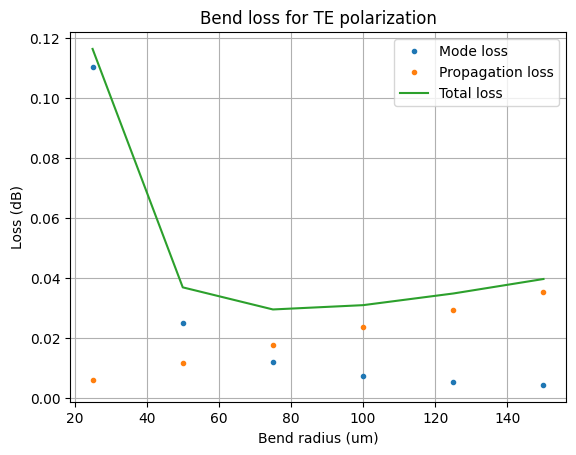 Bend loss for TE polarization
0.12
0.10
0.08
0.06
0.04
0.02
0.00
Loss (dB)
Mode loss
Propagation loss
Total loss
20
40
60
80
100
120
140
Bend radius (um)